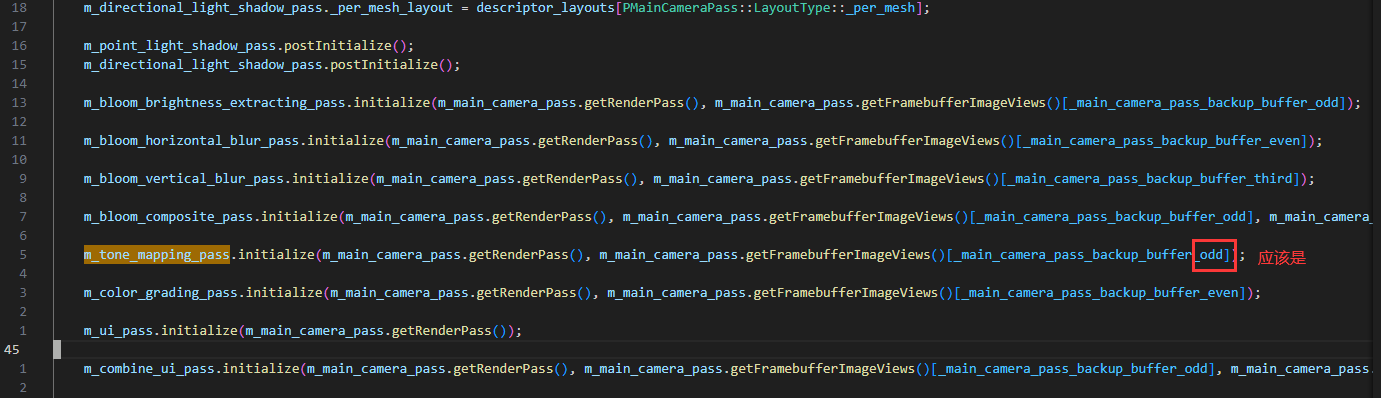 18 m_directional_light_shadow_pass._per_mesh_layout = descriptor_layouts[PMainCameraPass::LayoutType::_per_mesh];
17
16 m_point_light_shadow_pass.postInitialize();
15 m_directional_light_shadow_pass.postInitialize();
14
13 m_bloom_brightness_extracting_pass.initialize(m_main_camera_pass.getRenderPass(), m_main_camera_pass.getFramebufferImageViews()[_main_camera_pass_backup_buffer_odd]);
12
11 m_bloom_horizontal_blur_pass.initialize(m_main_camera_pass.getRenderPass(), m_main_camera_pass.getFramebufferImageViews()[_main_camera_pass_backup_buffer_even]);
10
9 m_bloom_vertical_blur_pass.initialize(m_main_camera_pass.getRenderPass(), m_main_camera_pass.getFramebufferImageViews()[_main_camera_pass_backup_buffer_third]);
8
7 m_bloom_composite_pass.initialize(m_main_camera_pass.getRenderPass(), m_main_camera_pass.getFramebufferImageViews()[_main_camera_pass_backup_buffer_odd], m_main_camera_
6
5 m_tone_mapping_pass.initialize(m_main_camera_pass.getRenderPass(), m_main_camera_pass.getFramebufferImageViews()[_main_camera_pass_backup_buffer_odd]); 应该是
4
3 m_color_grading_pass.initialize(m_main_camera_pass.getRenderPass(), m_main_camera_pass.getFramebufferImageViews()[_main_camera_pass_backup_buffer_even]);
2
1 m_ui_pass.initialize(m_main_camera_pass.getRenderPass());
45
1 m_combine_ui_pass.initialize(m_main_camera_pass.getRenderPass(), m_main_camera_pass.getFramebufferImageViews()[_main_camera_pass_backup_buffer_odd], m_main_camera_pass.
2